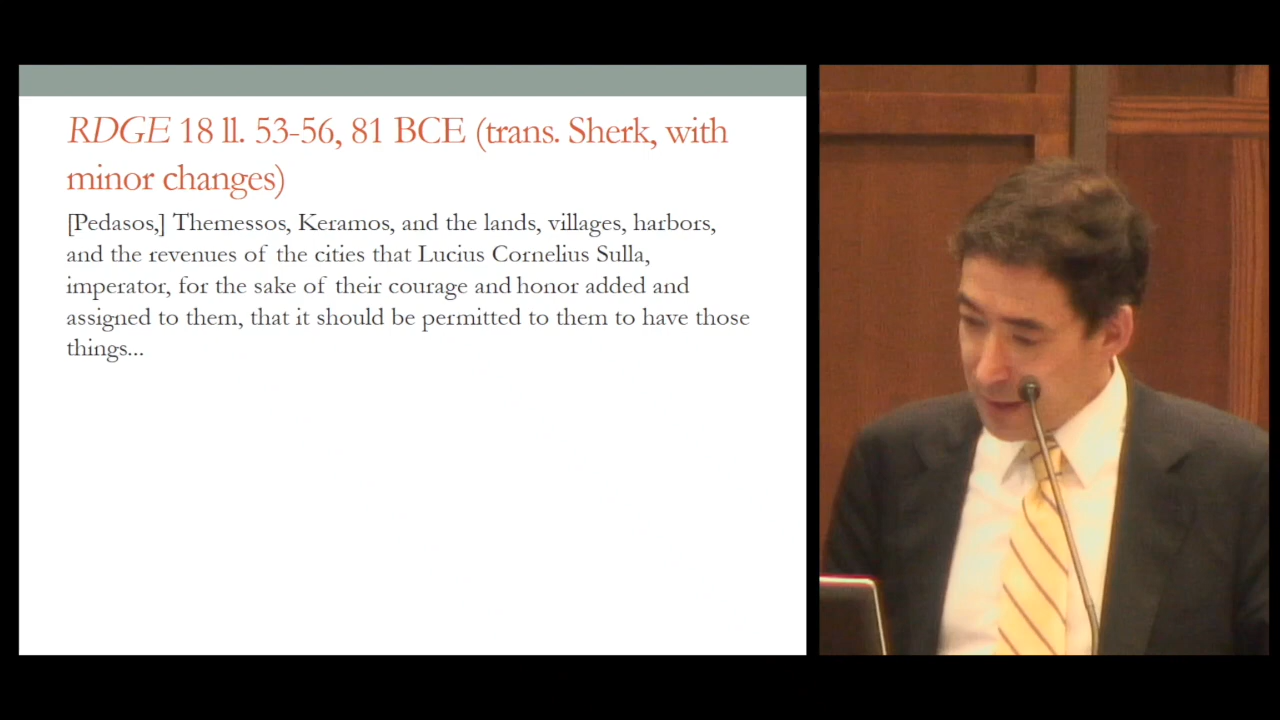 RDGE 18 ll. 53-56, 81 BCE (trans. Sherk, with
minor changes)
[Pedasos,] Themessos, Keramos, and the lands, villages, harbors,
and the revenues of the cities that Lucius Cornelius Sulla,
imperator, for the sake of their courage and honor added and
assigned to them, that it should be permitted to them to have those
things...